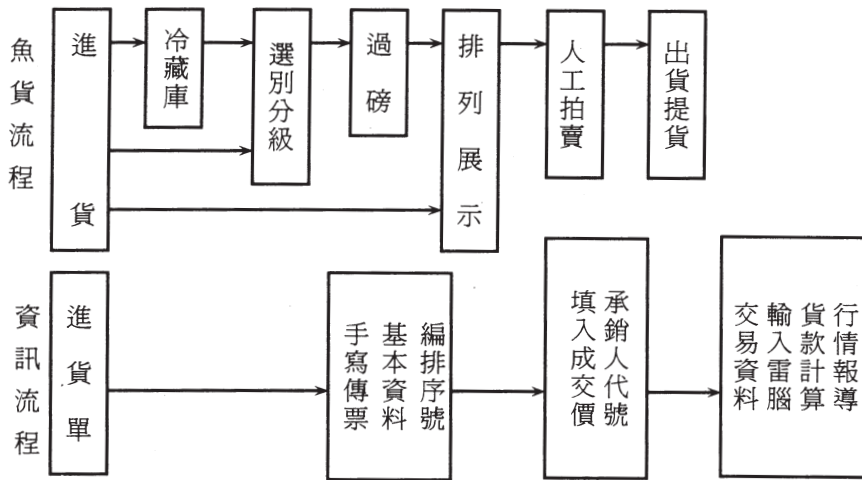 魚貨流程
進貨
冷藏庫
選別分級
過磅
排列展示
人工拍賣
出貨提貨
資訊流程
進貨單
手寫傳票
基本資料
編排序號
填入成交價
承銷人代號
交易資料
輸入雷腦
貨款計算
行情報導